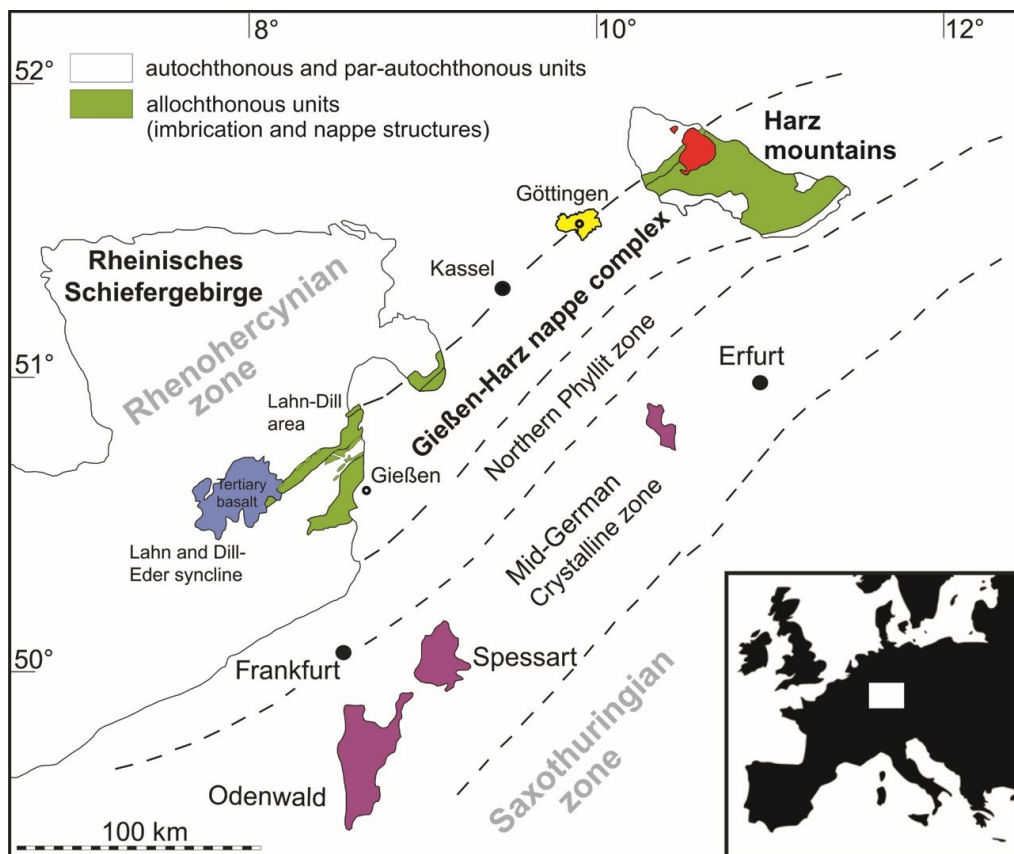 8°
10°
12°
52°
autochthonous and par-autochthonous units
allochthonous units
(imbrication and nappe structures)
Harz
mountains
Göttingen
Rheinisches
Schiefergebirge
Kassel
Rhenohercynian
zone
Gießen-Harz nappe complex
51°
Northern Phyllit zone
Erfurt
Lahn-Dill
area
Gießen
Tertiary
basalt
Mid-German
Crystalline zone
Lahn and Dill-
Eder syncline
50°
Frankfurt
Spessart
Saxothuringian
zone
Odenwald
100 km